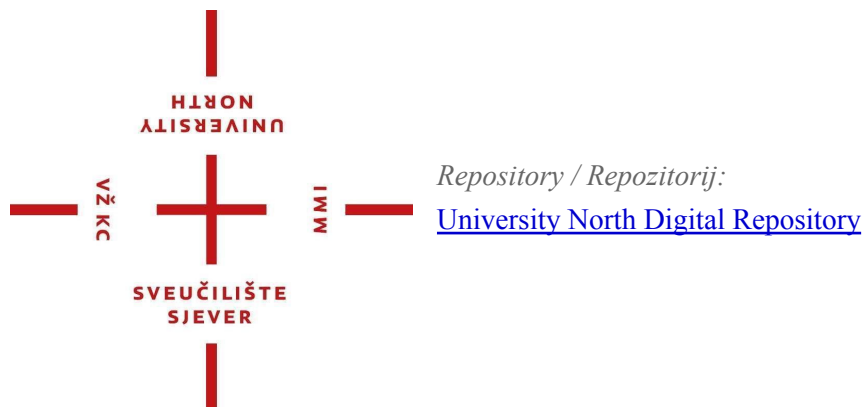 UNIVERSITY
NORTH
VŽ KC
MMI
SVEUČILIŠTE
SJEVER
Repository / Repozitorij:
University North Digital Repository